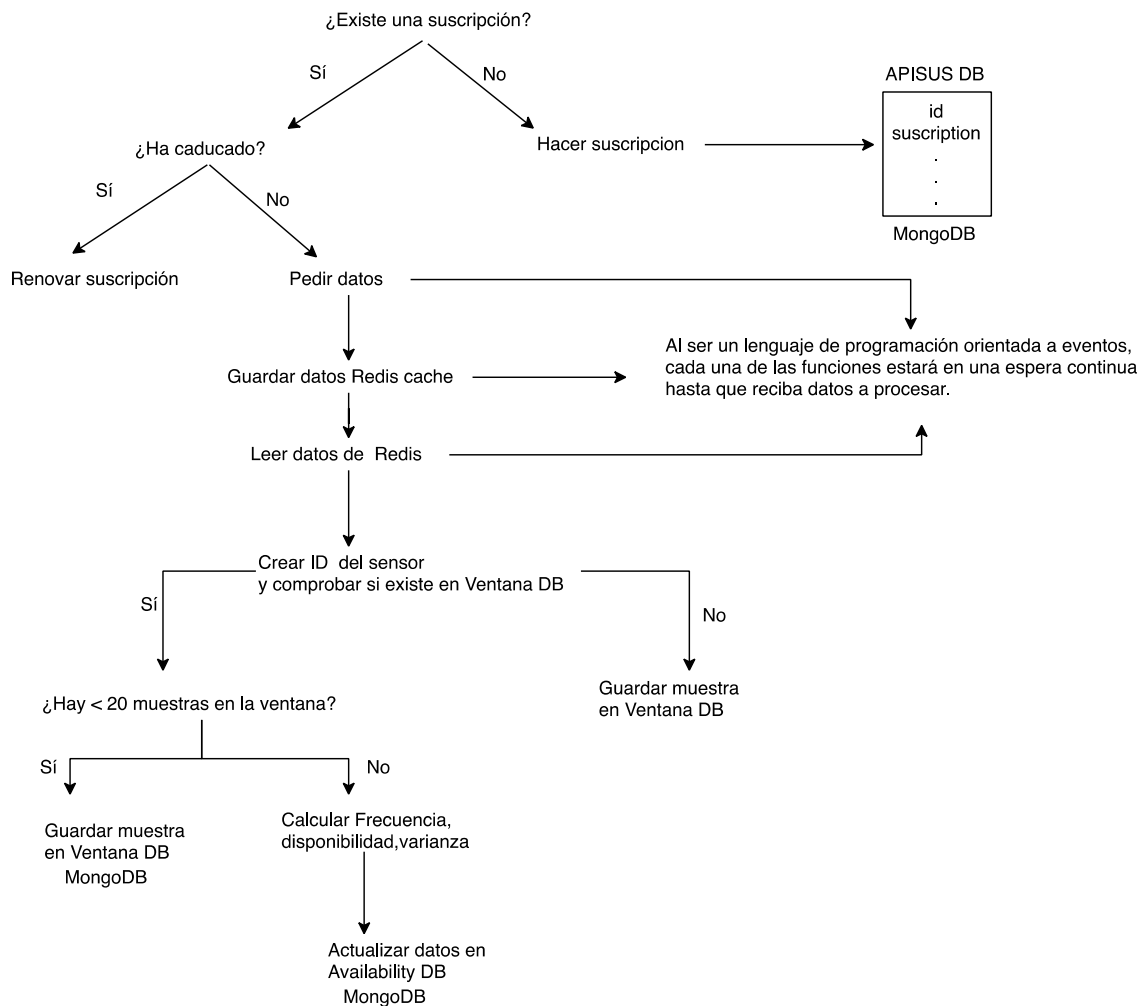 ¿Existe una suscripción?
Sí
No
APISUS DB
id
suscription
.
.
.
MongoDB
¿Ha caducado?
Hacer suscripcion
Sí
No
Renovar suscripción
Pedir datos
Al ser un lenguaje de programación orientada a eventos,
cada una de las funciones estará en una espera continua
hasta que reciba datos a procesar.
Guardar datos Redis cache
Leer datos de Redis
Crear ID del sensor
y comprobar si existe en Ventana DB
Sí
No
¿Hay < 20 muestras en la ventana?
Guardar muestra
en Ventana DB
Sí
No
Guardar muestra
en Ventana DB
MongoDB
Calcular Frecuencia,
disponibilidad,varianza
Actualizar datos en
Availability DB
MongoDB